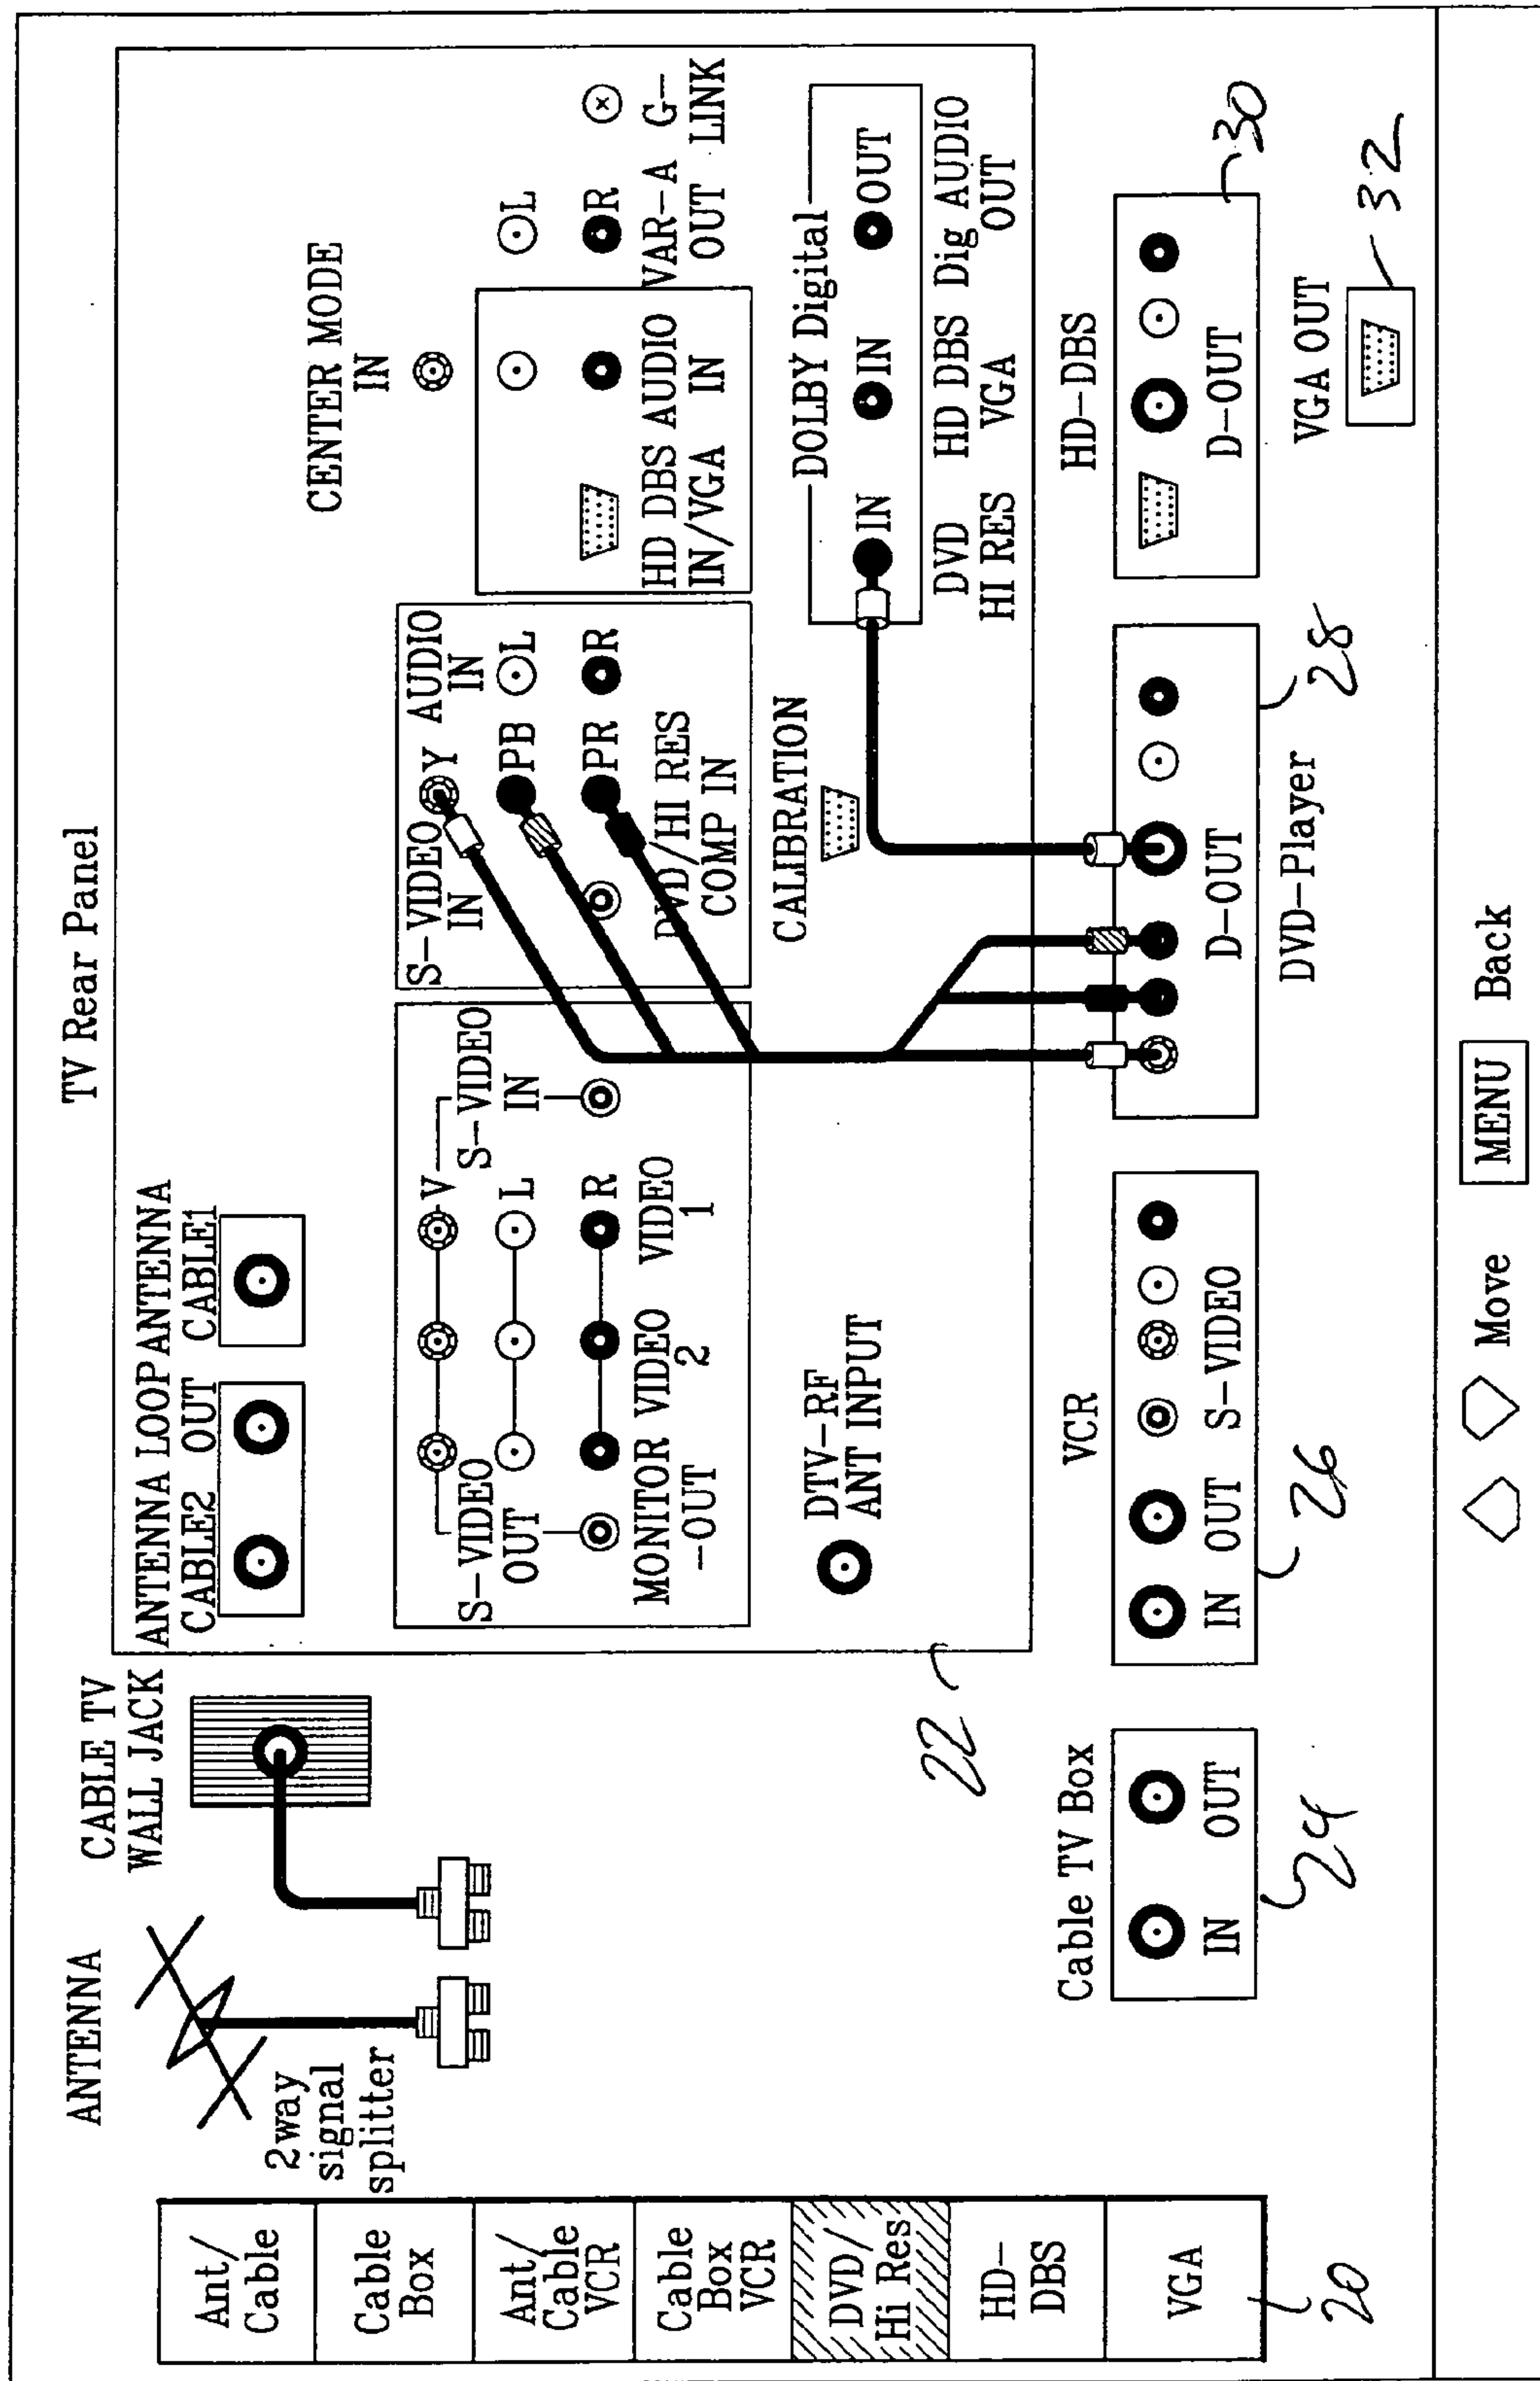 TV Rear Panel
ANTENNA
2way
signal
splitter
CABLE TV
WALL JACK
ANTENNA LOOP ANTENNA
CABLE2 OUT CABLE1
CENTER MODE
IN
V
S-VIDEO
IN
L
R
S-VIDEO
OUT
MONITOR VIDEO VIDEO
-OUT 2 1
S-VIDEO
IN
Y
AUDIO
IN
PB
L
PR
R
DVD/HI RES
COMP IN
HD DBS AUDIO
IN/VGA IN
L
R
VAR-A G-
OUT LINK
CALIBRATION
DOLBY Digital
IN
IN
OUT
DVD HD DBS Dig AUDIO
HI RES VGA OUT
DTV-RF
ANT INPUT
22
Ant/
Cable
Cable
Box
Ant/
Cable
VCR
Cable
Box
VCR
DVD/
Hi Res
HD-
DBS
VGA
20
Cable TV Box
IN OUT
24
VCR
IN OUT S-VIDEO
26
D-OUT
DVD-Player
28
HD-DBS
D-OUT
30
VGA OUT
32
Move MENU Back